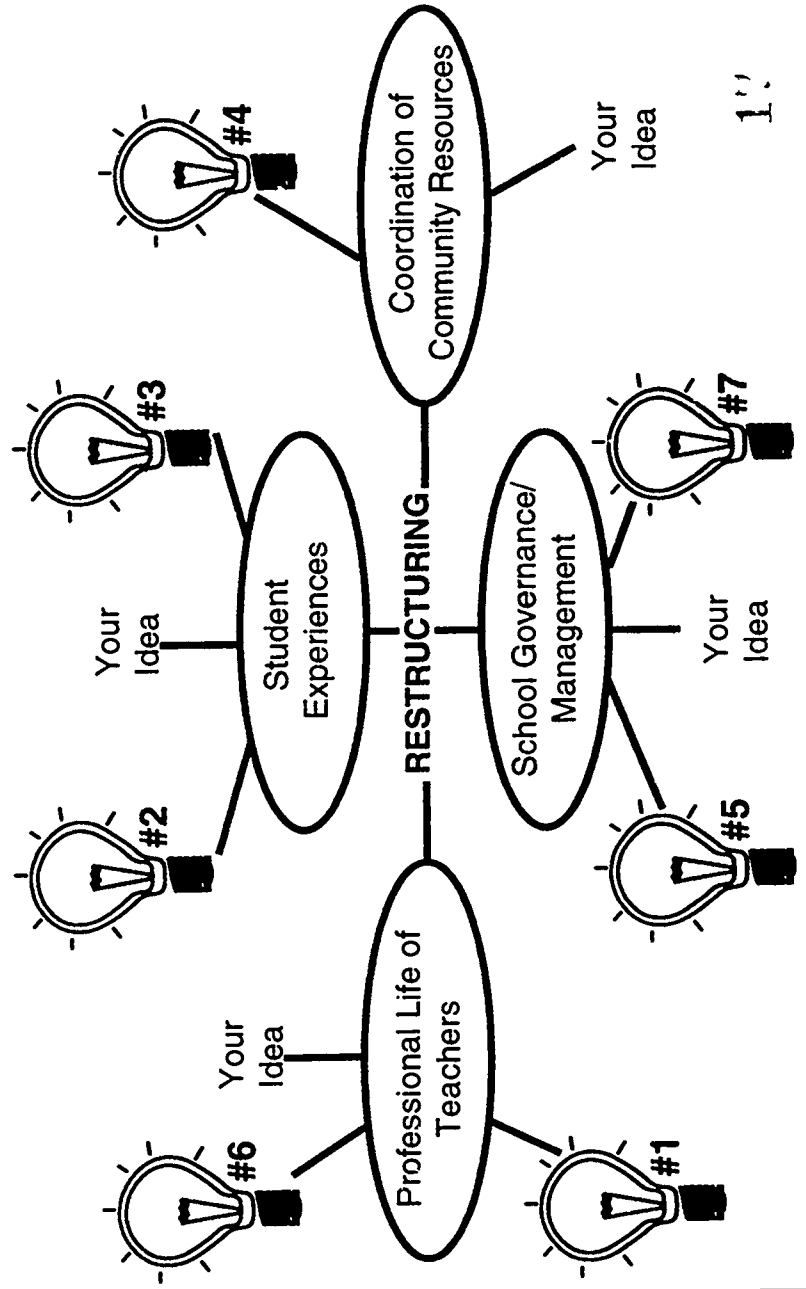 #4
#3
#2
Your
Idea
Student
Experiences
Your
Idea
#6
Professional Life of
Teachers
RESTRUCTURING
Coordination of
Community Resources
School Governance/
Management
Your
Idea
#1
#5
Your
Idea
#7